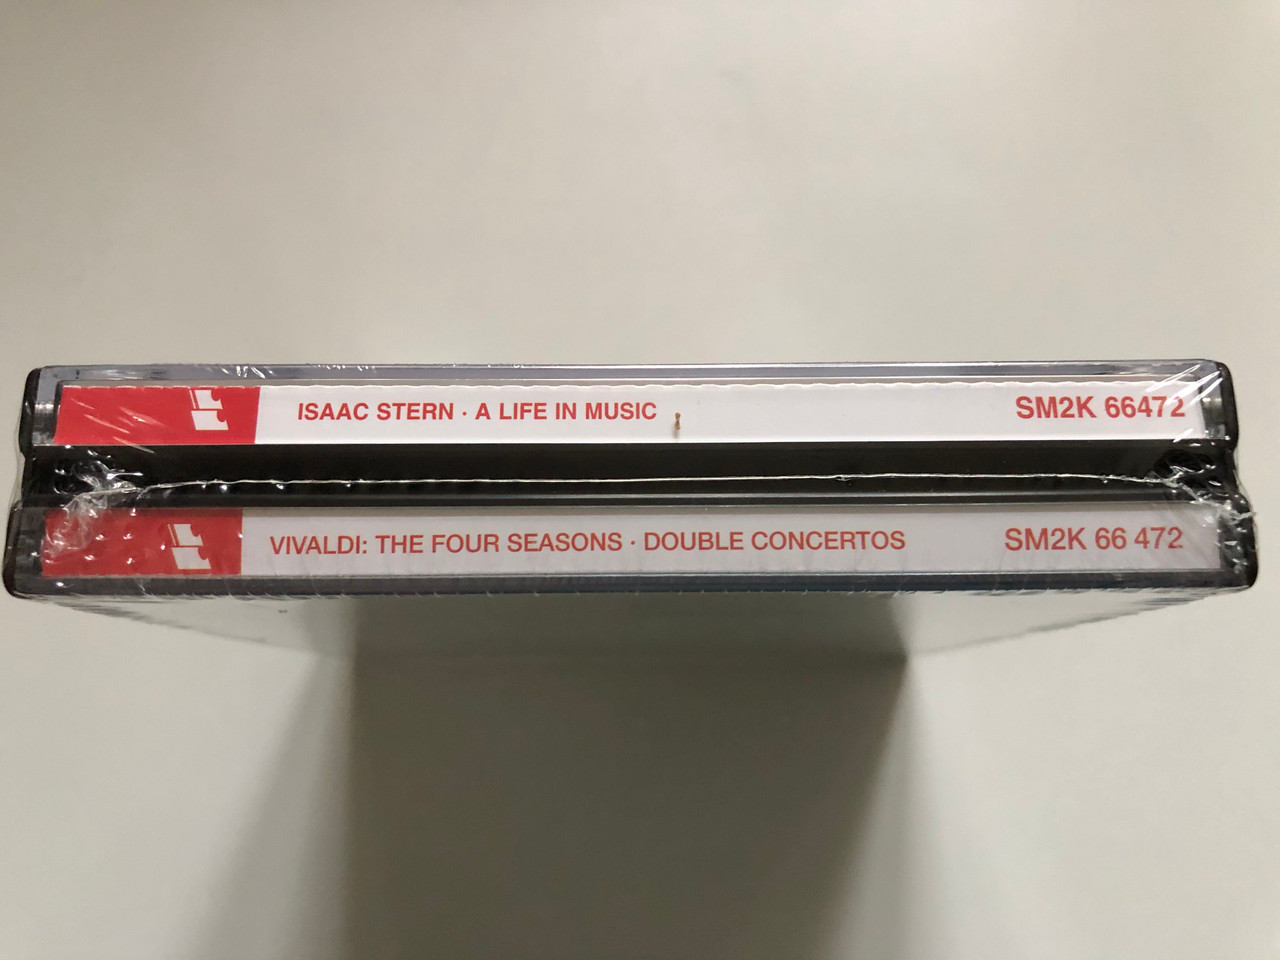 ISAAC STERN · A LIFE IN MUSIC SM2K 66472
VIVALDI: THE FOUR SEASONS · DOUBLE CONCERTOS SM2K 66 472